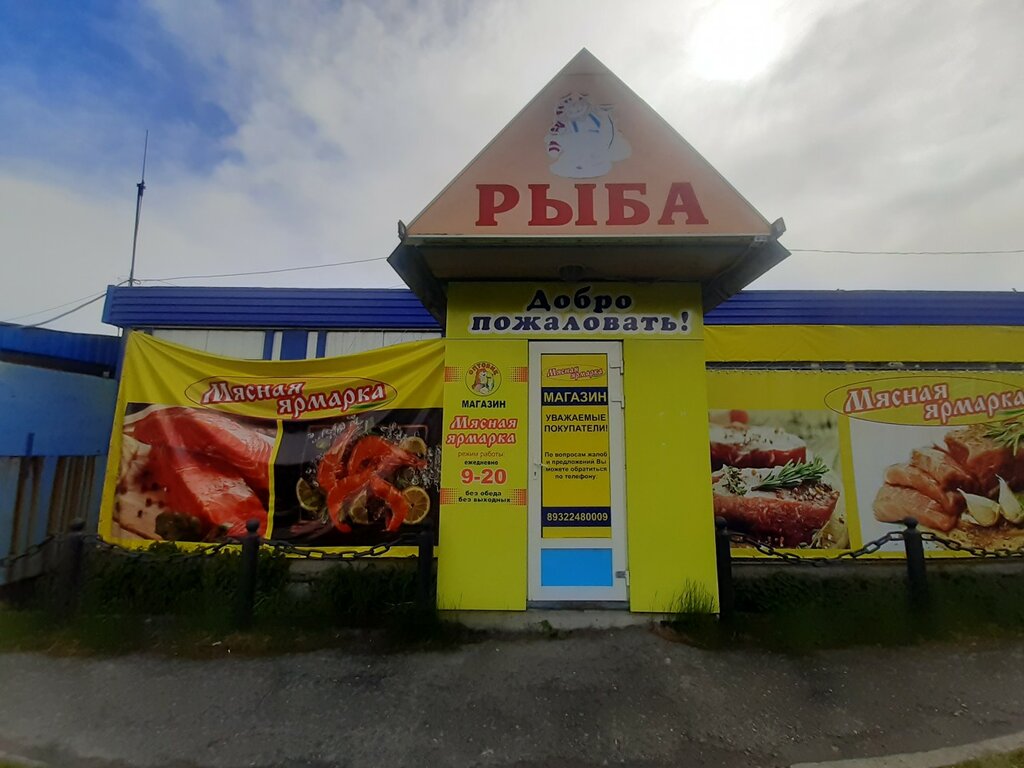 РЫБА
Добро
пожаловать!
Мясная
ярмарка
ОПТОВИК
МАГАЗИН
Мясная
ярмарка
режим работы:
ежедневно
9-20
без обеда
без выходных
Мясная
ярмарка
МАГАЗИН
УВАЖАЕМЫЕ
ПОКУПАТЕЛИ!
По вопросам жалоб
и предложений Вы
можете обратиться
по телефону.
89322480009
Мясная
ярмарка